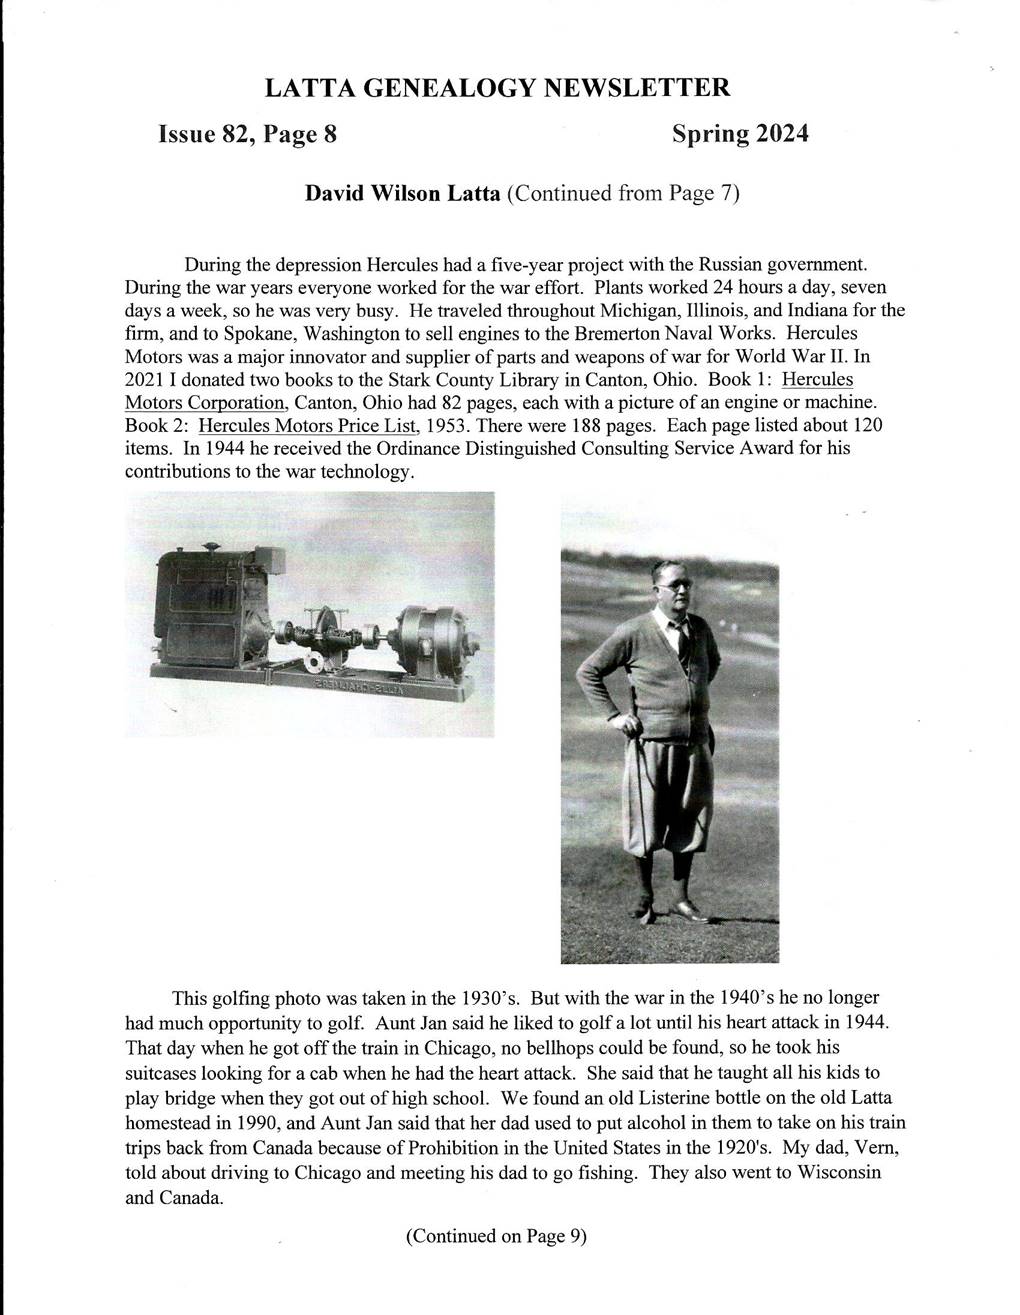 LATTA GENEALOGY NEWSLETTER
Issue 82, Page 8 Spring 2024
David Wilson Latta (Continued from Page 7)
During the depression Hercules had a five-year project with the Russian government.
During the war years everyone worked for the war effort. Plants worked 24 hours a day, seven
days a week, so he was very busy. He traveled throughout Michigan, Illinois, and Indiana for the
firm, and to Spokane, Washington to sell engines to the Bremerton Naval Works. Hercules
Motors was a major innovator and supplier of parts and weapons of war for World War II. In
2021 I donated two books to the Stark County Library in Canton, Ohio. Book 1: Hercules
Motors Corporation, Canton, Ohio had 82 pages, each with a picture of an engine or machine.
Book 2: Hercules Motors Price List, 1953. There were 188 pages. Each page listed about 120
items. In 1944 he received the Ordinance Distinguished Consulting Service Award for his
contributions to the war technology.
This golfing photo was taken in the 1930's. But with the war in the 1940's he no longer
had much opportunity to golf. Aunt Jan said he liked to golf a lot until his heart attack in 1944.
That day when he got off the train in Chicago, no bellhops could be found, so he took his
suitcases looking for a cab when he had the heart attack. She said that he taught all his kids to
play bridge when they got out of high school. We found an old Listerine bottle on the old Latta
homestead in 1990, and Aunt Jan said that her dad used to put alcohol in them to take on his train
trips back from Canada because of Prohibition in the United States in the 1920's. My dad, Vern,
told about driving to Chicago and meeting his dad to go fishing. They also went to Wisconsin
and Canada.
(Continued on Page 9)